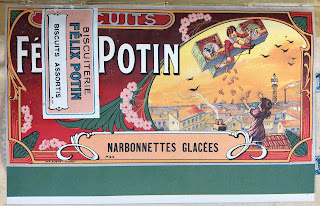 BISCUITS
FÉLIX POTIN
BISCUITERIE
FÉLIX POTIN
BISCUITS ASSORTIS
NARBONNETTES GLACÉES